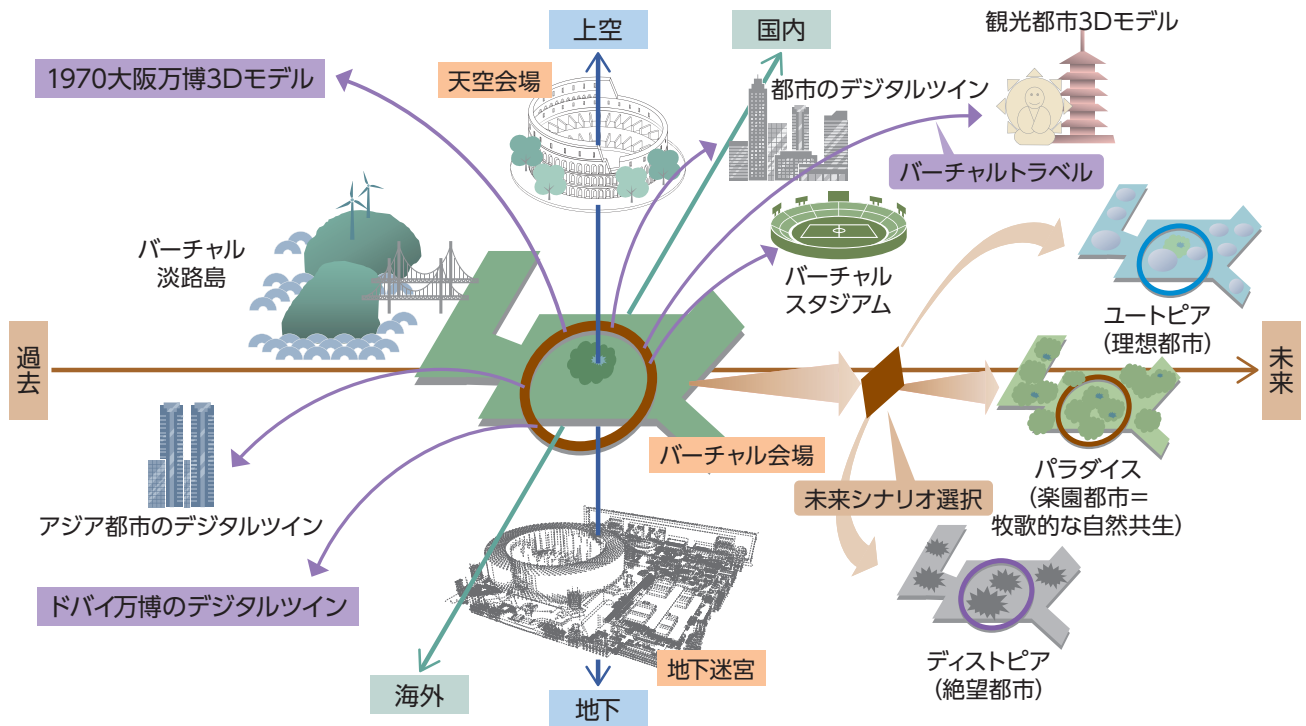 上空
国内
観光都市3Dモデル
1970大阪万博3Dモデル
天空会場
都市のデジタルツイン
バーチャルトラベル
バーチャル
淡路島
バーチャル
スタジアム
ユートピア
(理想都市)
過去
未来
バーチャル会場
未来シナリオ選択
パラダイス
(楽園都市=
牧歌的な自然共生)
アジア都市のデジタルツイン
ドバイ万博のデジタルツイン
地下迷宮
ディストピア
(絶望都市)
海外
地下